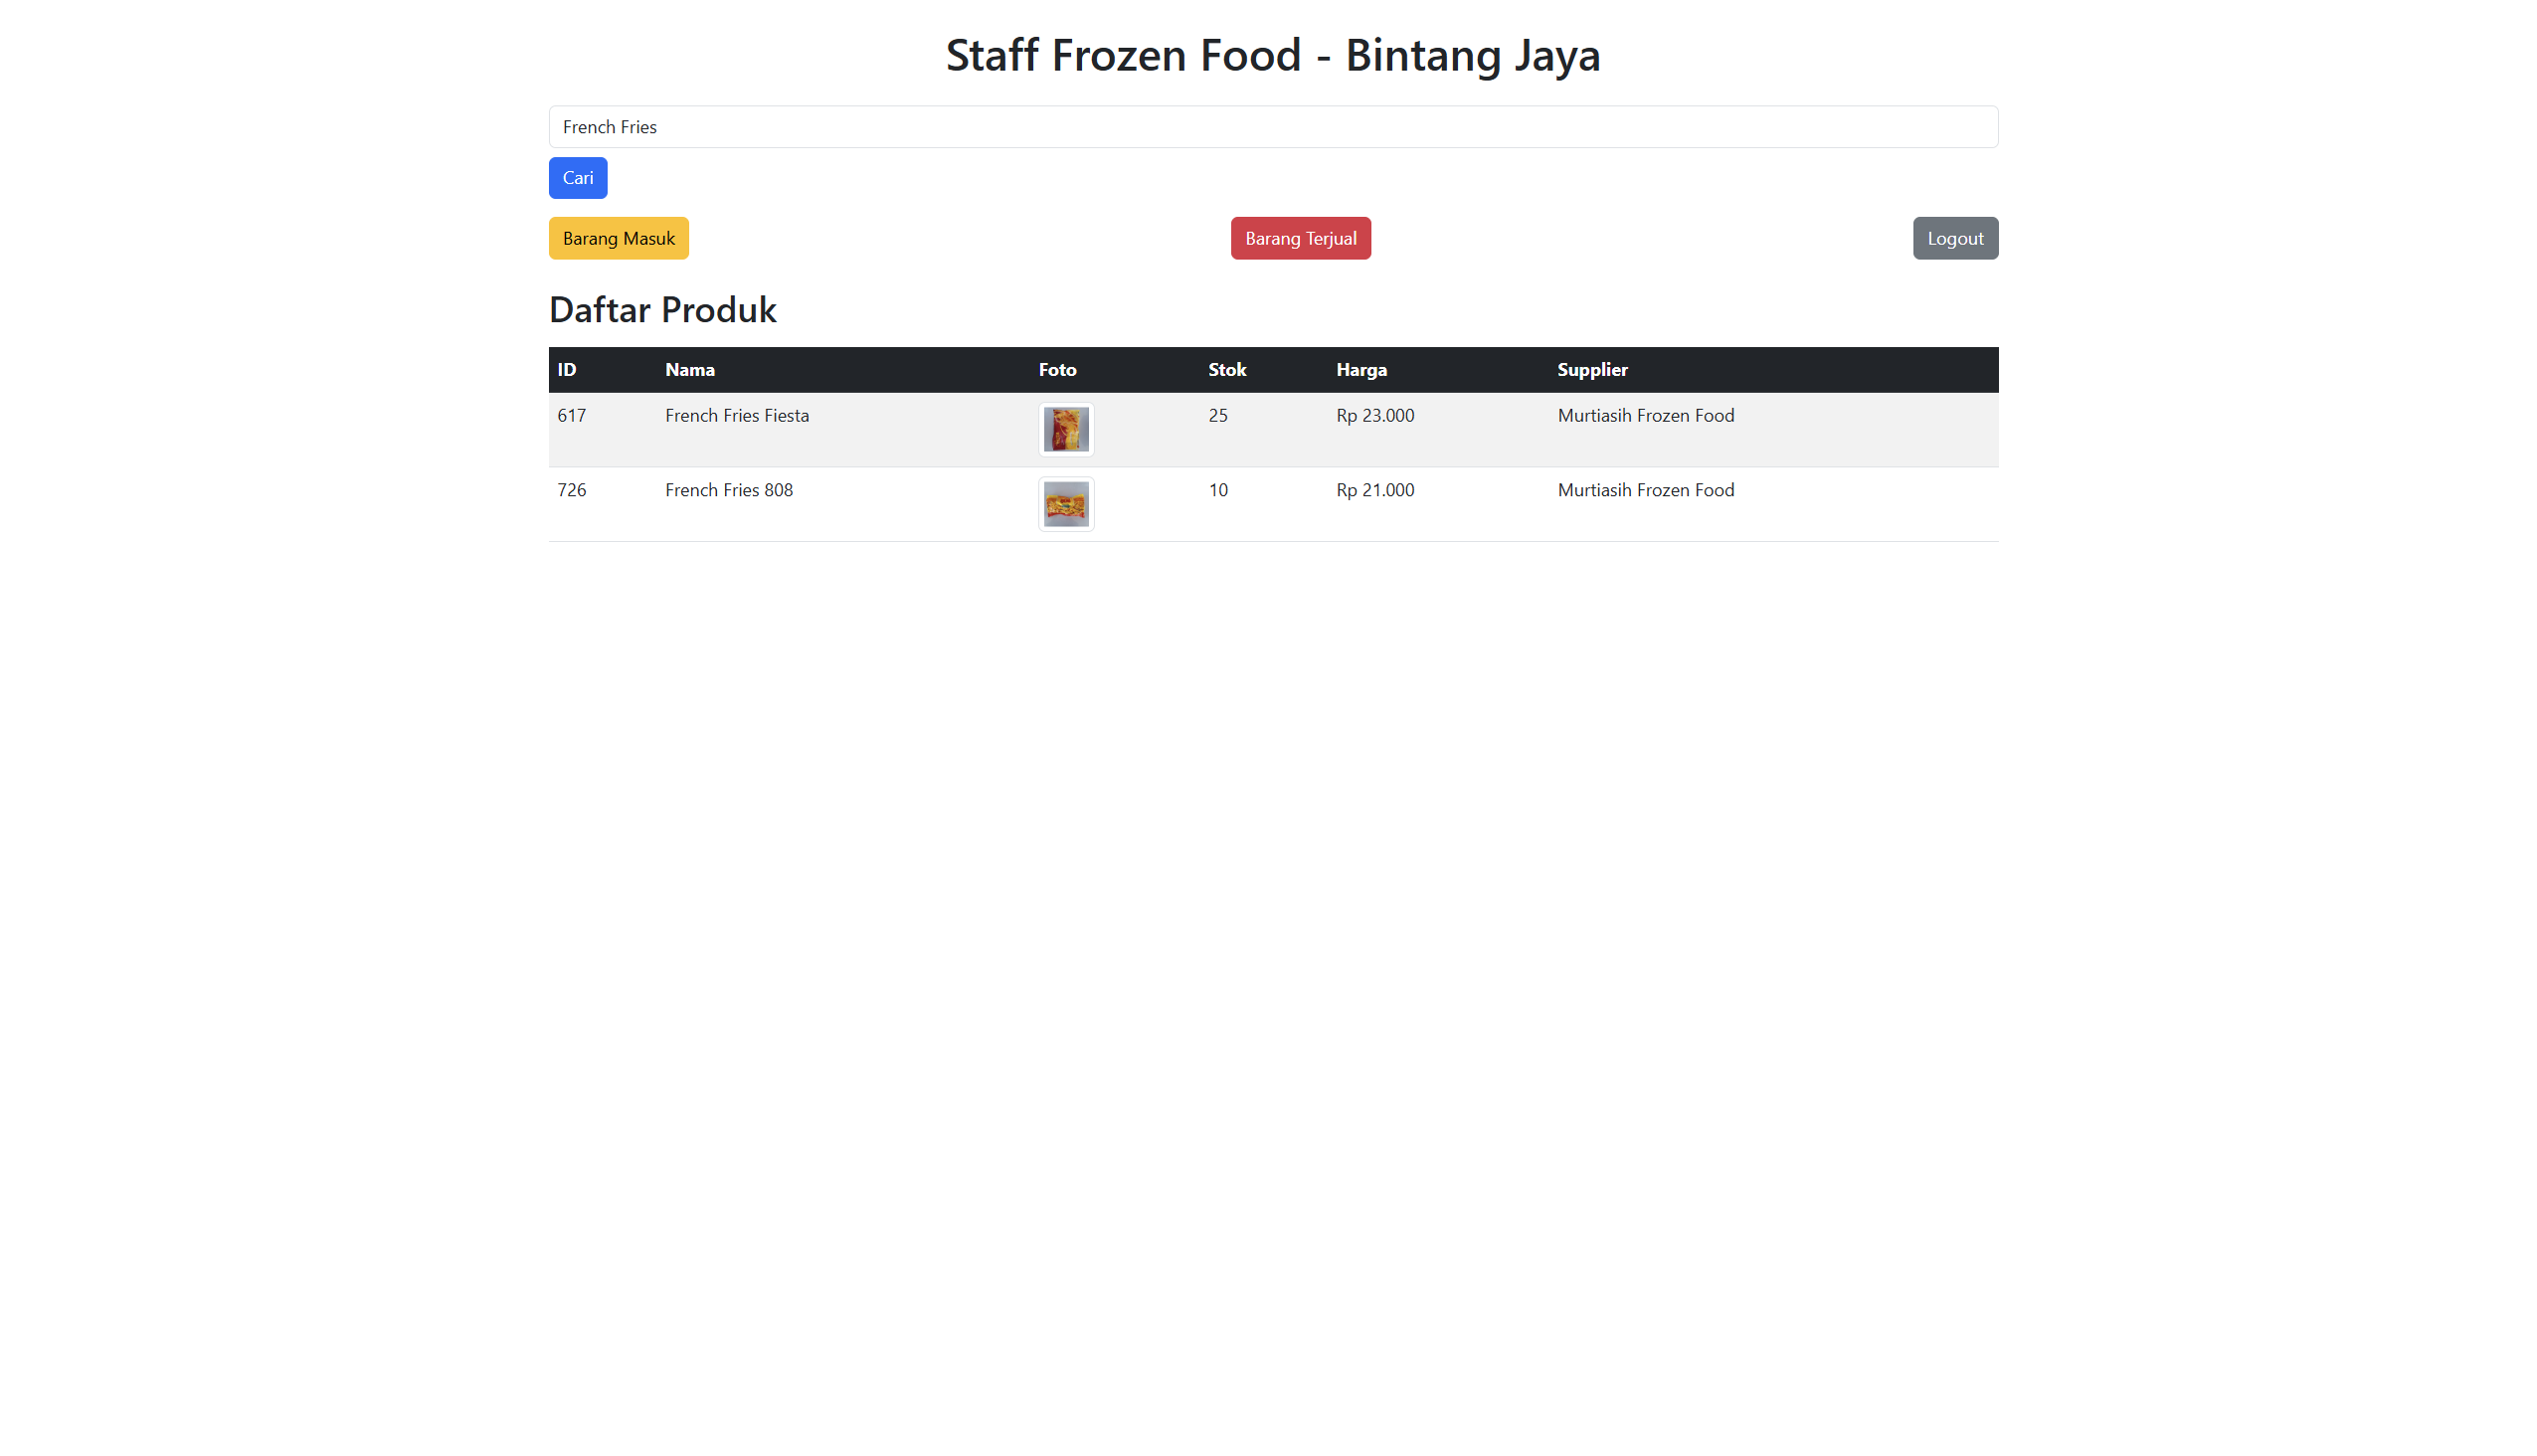 Staff Frozen Food - Bintang Jaya
French Fries
Cari
Barang Masuk Barang Terjual Logout
Daftar Produk
ID Nama Foto Stok Harga Supplier
617 French Fries Fiesta 25 Rp 23.000 Murtiasih Frozen Food
726 French Fries 808 10 Rp 21.000 Murtiasih Frozen Food